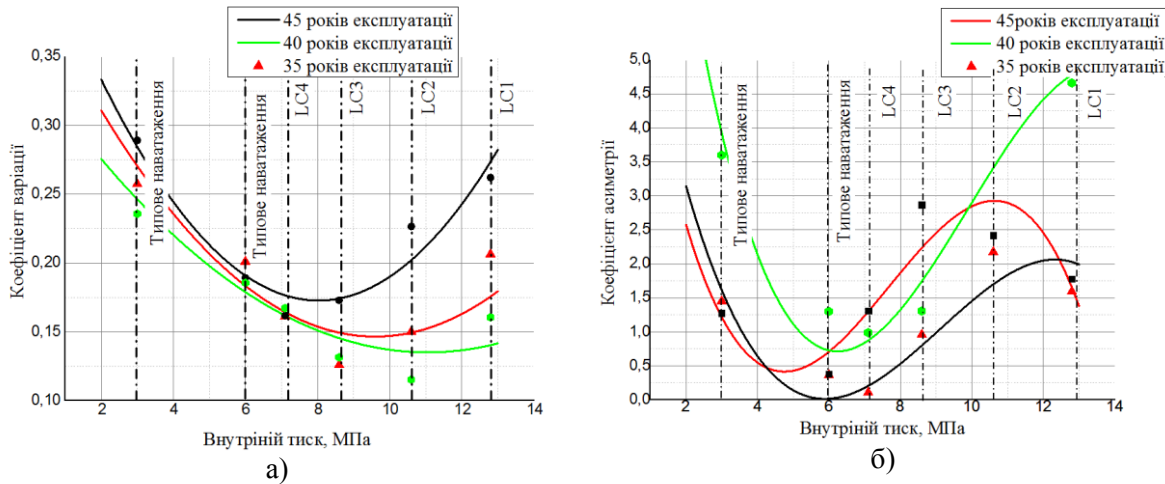 45 років експлуатації
40 років експлуатації
35 років експлуатації
0,35
0,30
0,25
0,20
0,15
0,10
Коефіцієнт варіації
Типове наватаження
Типове наватаження
LC4
LC3
LC2
LC1
2 4 6 8 10 12 14
Внутріній тиск, МПа
а)
45років експлуатації
40 років експлуатації
35 років експлуатації
5,0
4,5
4,0
3,5
3,0
2,5
2,0
1,5
1,0
0,5
0,0
Коефіцієнт асиметрії
Типове наватаження
Типове наватаження
LC4
LC3
LC2
LC1
2 4 6 8 10 12 14
Внутріній тиск, МПа
б)